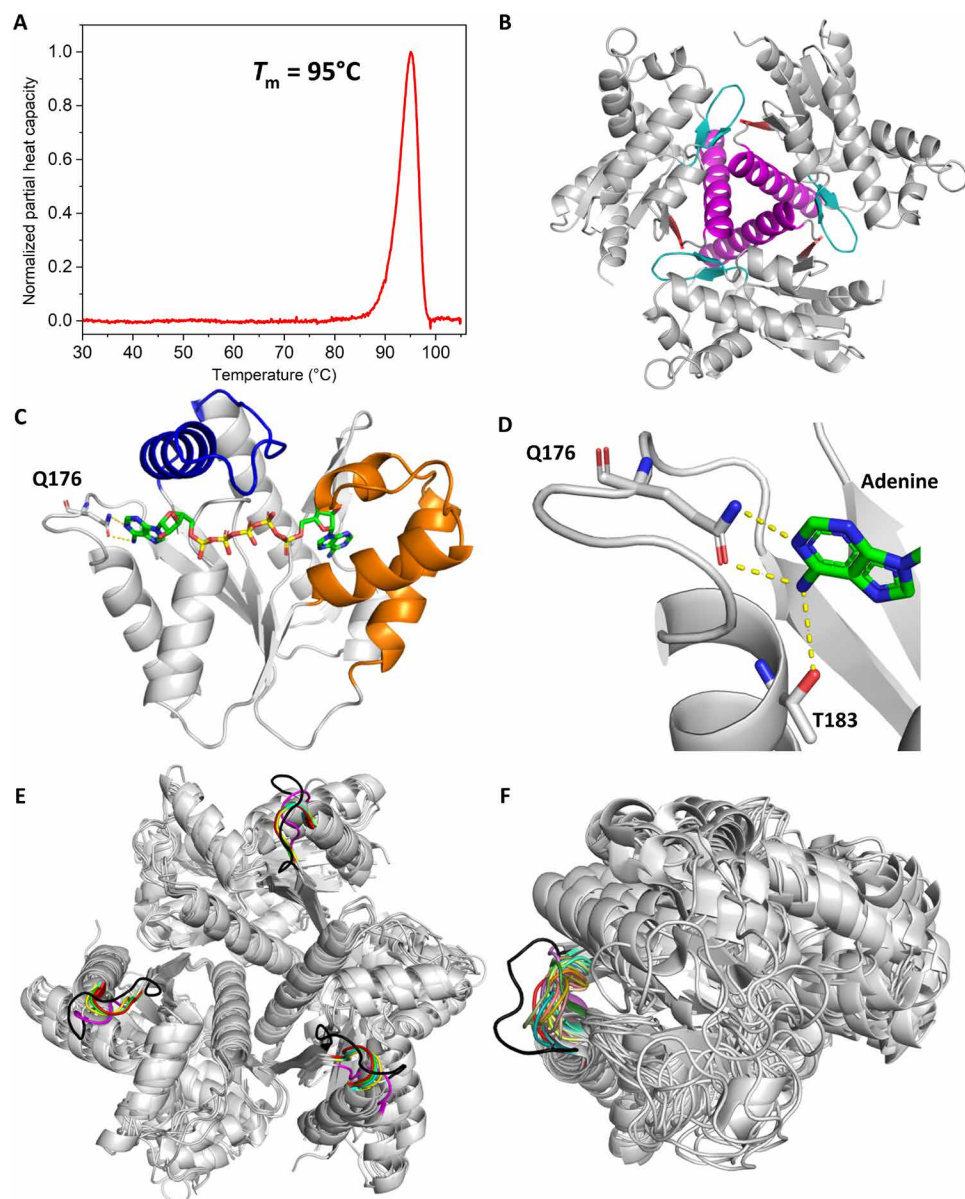 A
B
Tm = 95°C
Normalized partial heat capacity
1.0
0.8
0.6
0.4
0.2
0.0
30 40 50 60 70 80 90 100
Temperature (°C)
C
D
Q176
Q176
Adenine
T183
E
F